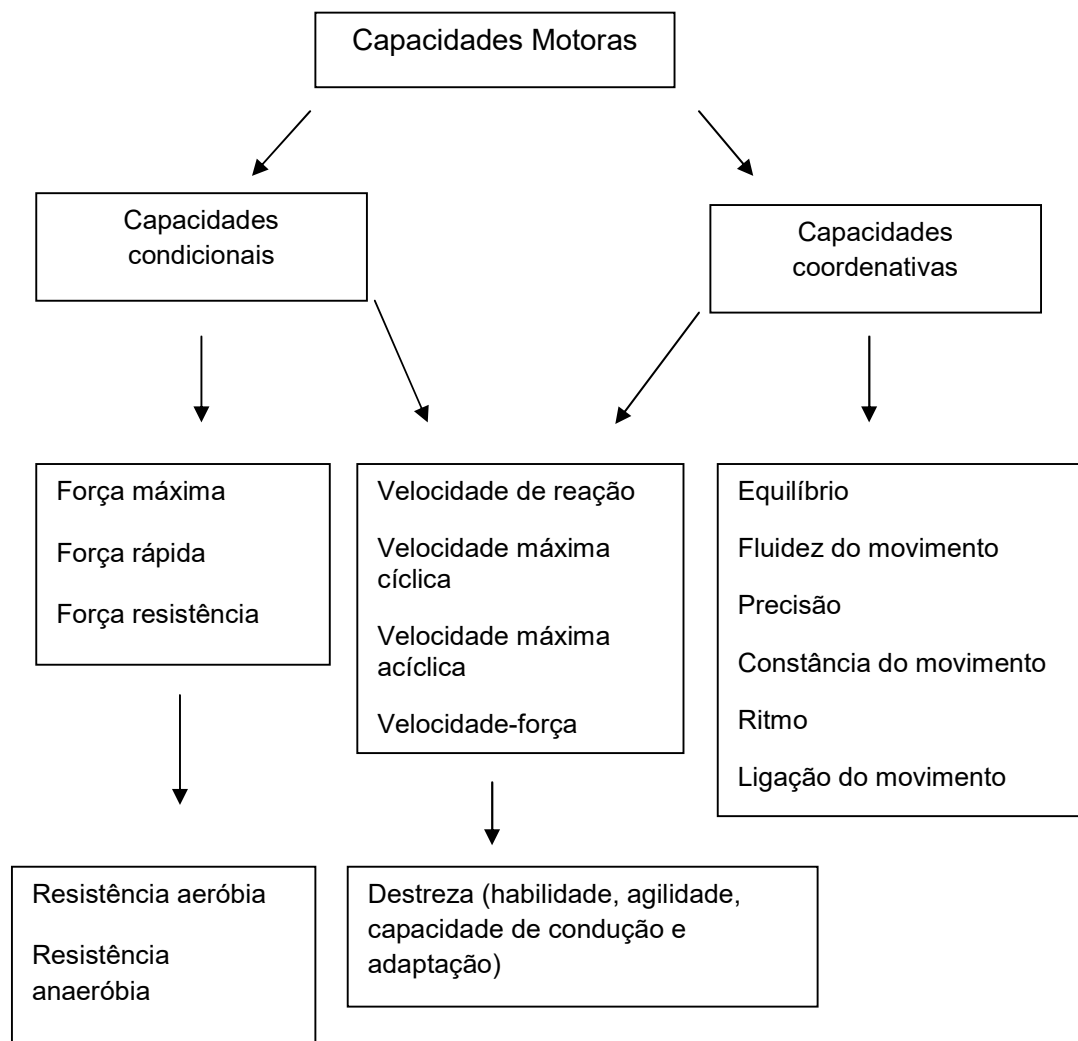 Capacidades Motoras
Capacidades
condicionais
Capacidades
coordenativas
Força máxima
Força rápida
Força resistência
Velocidade de reação
Velocidade máxima
cíclica
Velocidade máxima
acíclica
Velocidade-força
Equilíbrio
Fluidez do movimento
Precisão
Constância do movimento
Ritmo
Ligação do movimento
Resistência aeróbia
Resistência
anaeróbia
Destreza (habilidade, agilidade,
capacidade de condução e
adaptação)